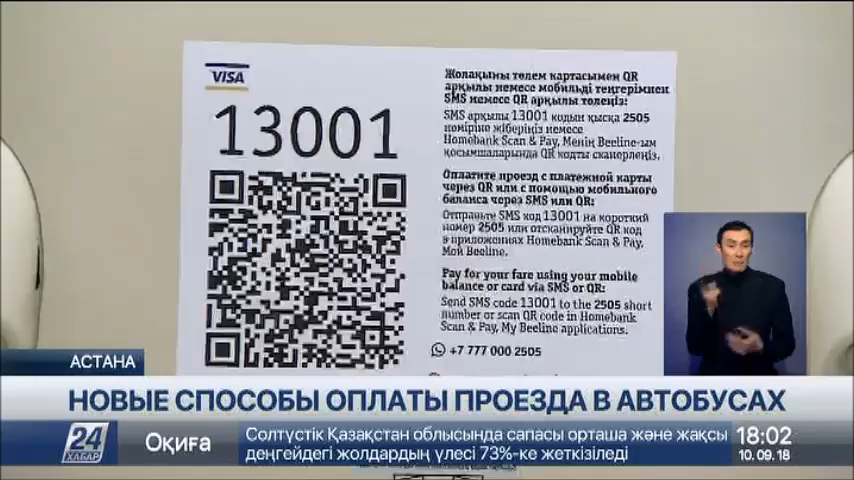 VISA
13001
Жолақыны төлем картасымен QR
арқылы немесе мобильді теңгеріммен
SMS немесе QR арқылы төлеңіз:
SMS арқылы 13001 кодын қысқа 2505
нөміріне жіберіңіз немесе
Homebank Scan & Pay, Менің Beeline-ым
қосымшаларында QR кодты сканерлеңіз.
Оплатите проезд с платежной карты
через QR или с помощью мобильного
баланса через SMS или QR:
Отправьте SMS код 13001 на короткий
номер 2505 или отсканируйте QR код
в приложениях Homebank Scan & Pay,
Мой Beeline.
Pay for your fare using your mobile
balance or card via SMS or QR:
Send SMS code 13001 to the 2505 short
number or scan QR code in Homebank
Scan & Pay, My Beeline applications.
+7 777 000 2505
АСТАНА
НОВЫЕ СПОСОБЫ ОПЛАТЫ ПРОЕЗДА В АВТОБУСАХ
24
ХАБАР
Оқиға
Солтүстік Қазақстан облысында сапасы орташа және жақсы
деңгейдегі жолдардың үлесі 73%-ке жеткізіледі
18:02
10.09.18